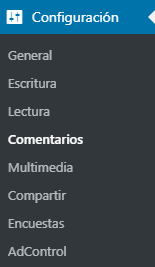 Configuración
General
Escritura
Lectura
Comentarios
Multimedia
Compartir
Encuestas
AdControl